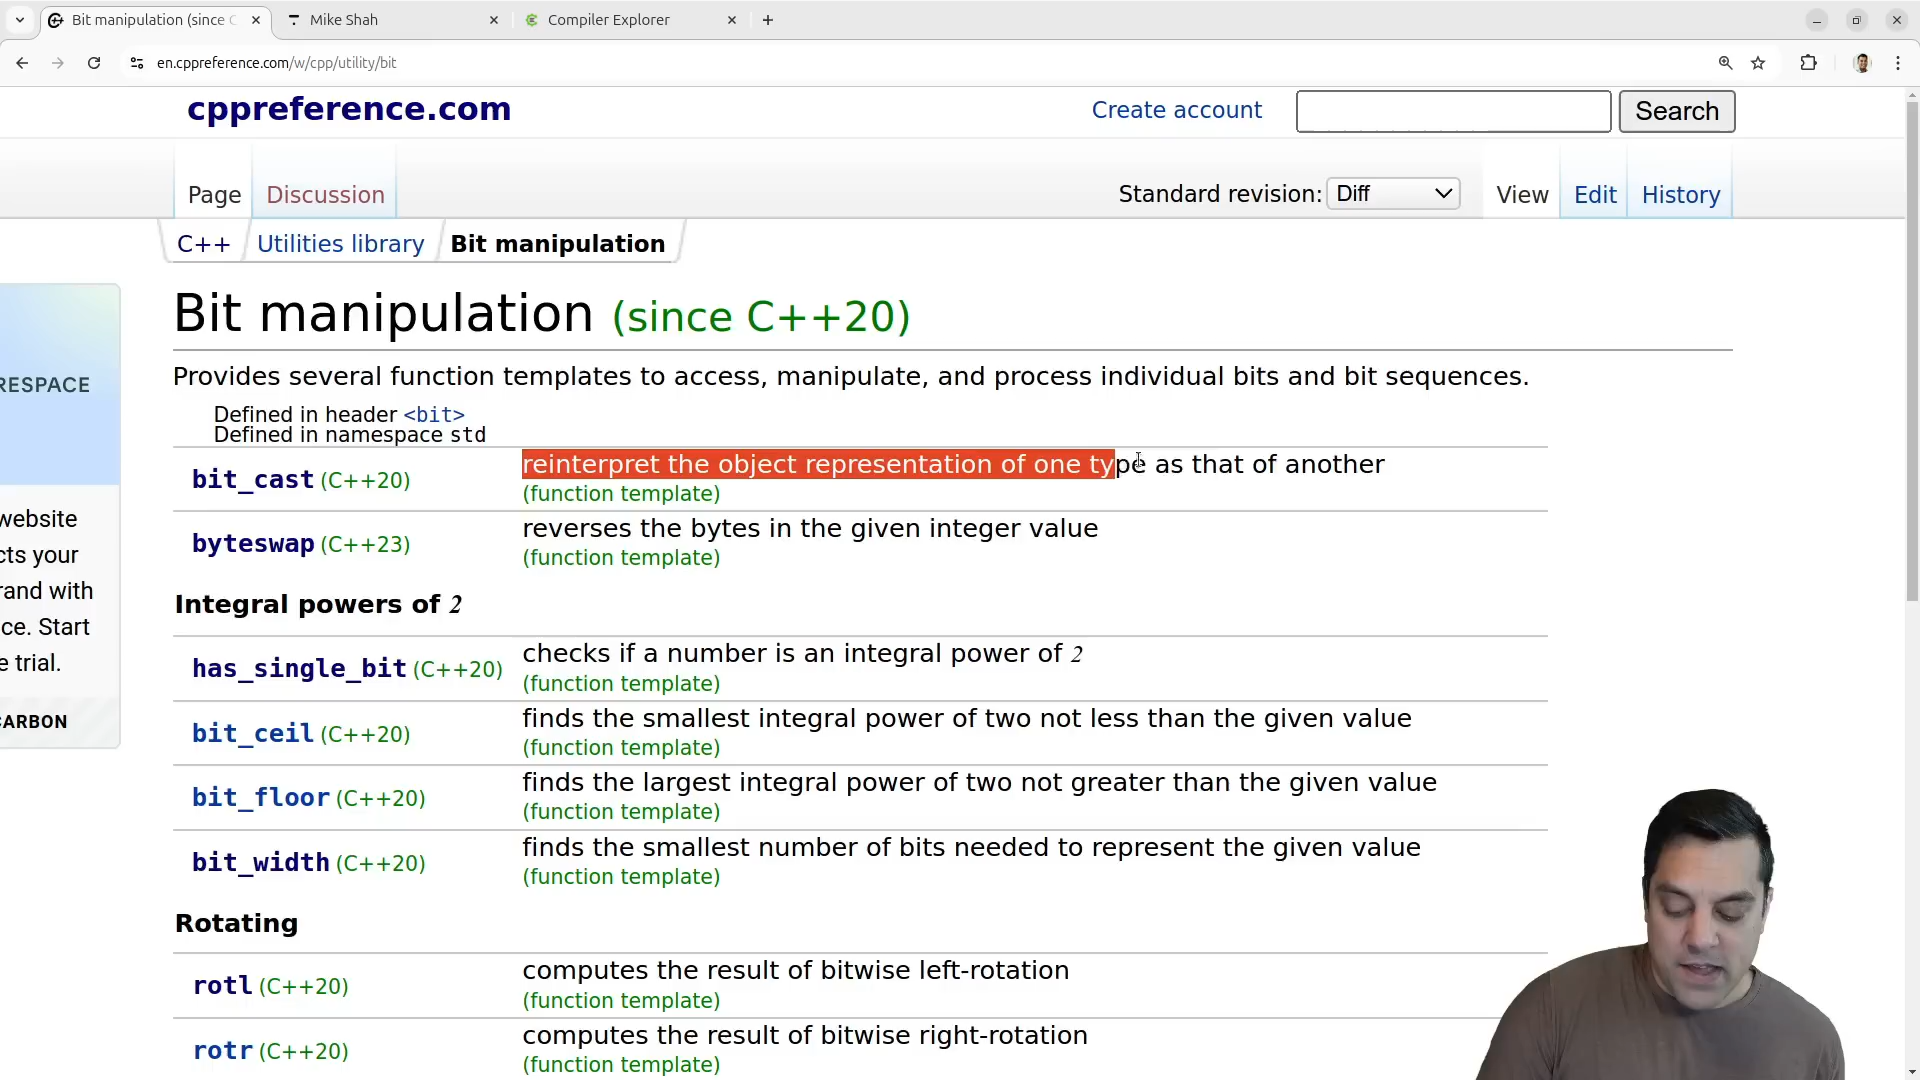 Bit manipulation (since C
Mike Shah
Compiler Explorer
en.cppreference.com/w/cpp/utility/bit
cppreference.com
Create account
Search
Page
Discussion
Standard revision: Diff
View
Edit
History
C++
Utilities library
Bit manipulation
Bit manipulation (since C++20)
Provides several function templates to access, manipulate, and process individual bits and bit sequences.
Defined in header <bit>
Defined in namespace std
bit_cast (C++20)
reinterpret the object representation of one type as that of another
(function template)
byteswap (C++23)
reverses the bytes in the given integer value
(function template)
Integral powers of 2
has_single_bit (C++20)
checks if a number is an integral power of 2
(function template)
bit_ceil (C++20)
finds the smallest integral power of two not less than the given value
(function template)
bit_floor (C++20)
finds the largest integral power of two not greater than the given value
(function template)
bit_width (C++20)
finds the smallest number of bits needed to represent the given value
(function template)
Rotating
rotl (C++20)
computes the result of bitwise left-rotation
(function template)
rotr (C++20)
computes the result of bitwise right-rotation
(function template)
RESPACE
website
cts your
rand with
ce. Start
e trial.
CARBON